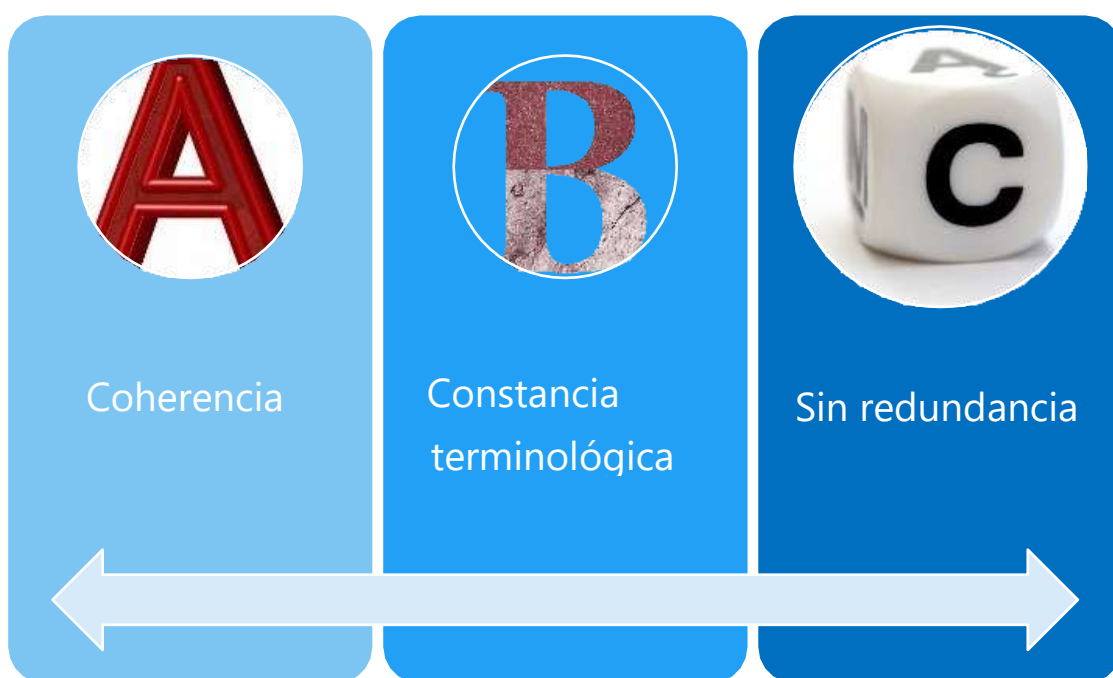 A
B
A
C
Coherencia
Constancia
terminológica
Sin redundancia